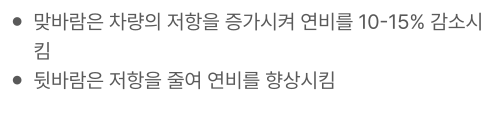 • 맞바람은 차량의 저항을 증가시켜 연비를 10-15% 감소시
킴
• 뒷바람은 저항을 줄여 연비를 향상시킴